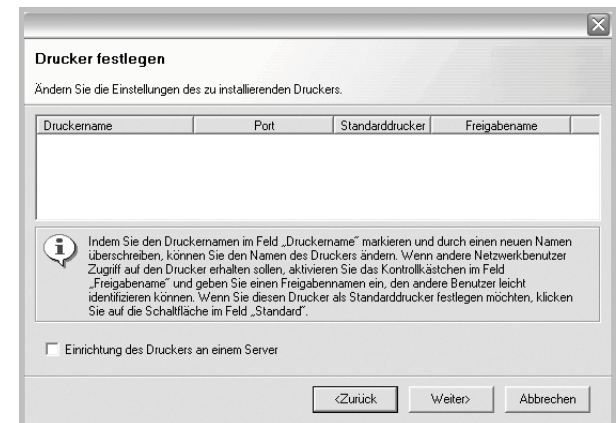 Drucker festlegen
Ändern Sie die Einstellungen des zu installierenden Druckers.
Druckername Port Standarddrucker Freigabename
Indem Sie den Druckernamen im Feld „Druckername" markieren und durch einen neuen Namen
überschreiben, können Sie den Namen des Druckers ändern. Wenn andere Netzwerkbenutzer
Zugriff auf den Drucker erhalten sollen, aktivieren Sie das Kontrollkästchen im Feld
„Freigabename" und geben Sie einen Freigabennamen ein, den andere Benutzer leicht
identifizieren können. Wenn Sie diesen Drucker als Standarddrucker festlegen möchten, klicken
Sie auf die Schaltfläche im Feld „Standard".
Einrichtung des Druckers an einem Server
<Zurück Weiter> Abbrechen